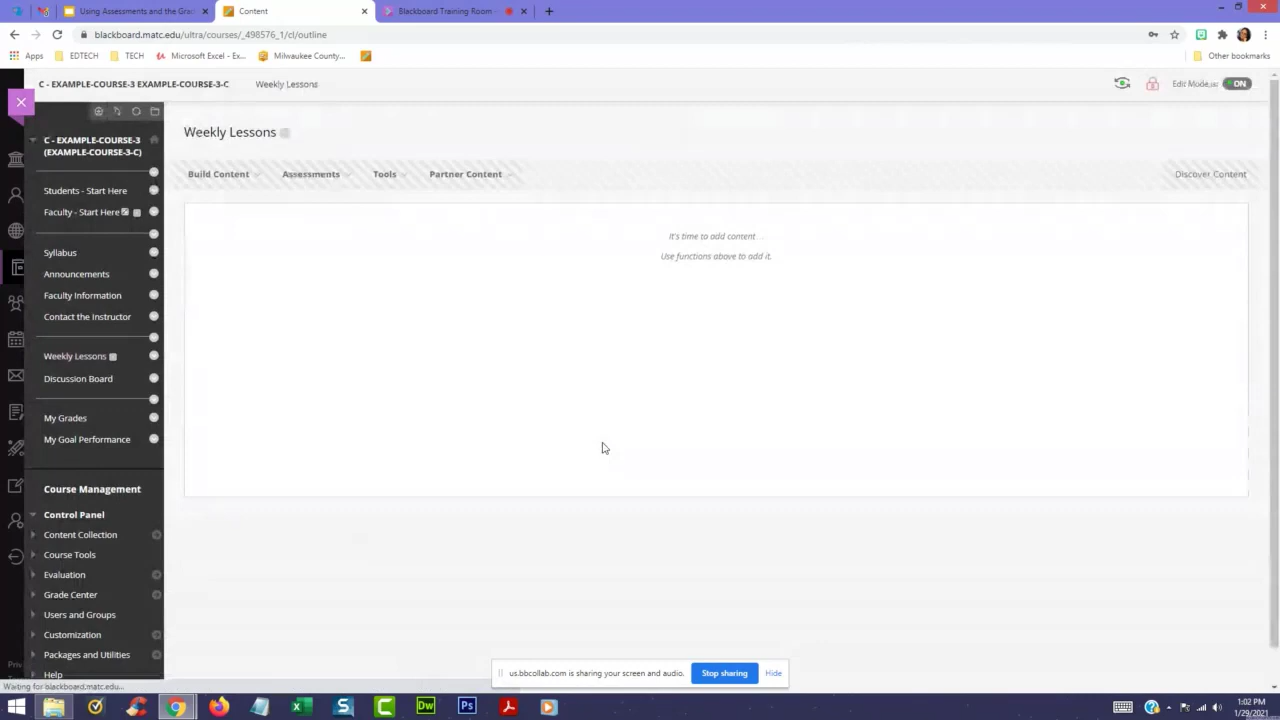 Using Assessments and the Grad
Content
Blackboard Training Room
blackboard.matc.edu/ultra/courses/_498576_1/cl/outline
Apps
EDTECH
TECH
Microsoft Excel - Ex...
Milwaukee County...
Other bookmarks
C - EXAMPLE-COURSE-3 EXAMPLE-COURSE-3-C
Weekly Lessons
Edit Mode is:
ON
C - EXAMPLE-COURSE-3
(EXAMPLE-COURSE-3-C)
Students - Start Here
Faculty - Start Here
Syllabus
Announcements
Faculty Information
Contact the Instructor
Weekly Lessons
Discussion Board
My Grades
My Goal Performance
Course Management
Control Panel
Content Collection
Course Tools
Evaluation
Grade Center
Users and Groups
Customization
Packages and Utilities
Help
Weekly Lessons
Build Content
Assessments
Tools
Partner Content
Discover Content
It's time to add content...
Use functions above to add it.
us.bbcollab.com is sharing your screen and audio.
Stop sharing
Hide
Priv
Waiting for blackboard.matc.edu...
Dw
Ps
1:02 PM
1/29/2021